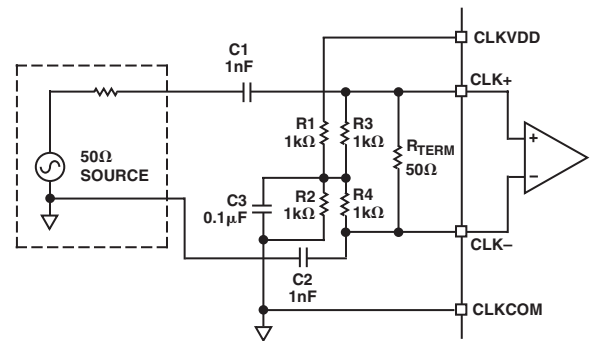 CLKVDD
C1
1nF
CLK+
R1
1kΩ
R3
1kΩ
RTERM
50Ω
+
−
50Ω
SOURCE
C3
0.1μF
R2
1kΩ
R4
1kΩ
CLK–
C2
1nF
CLKCOM